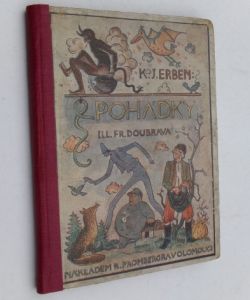 K. J. ERBEN:
POHÁDKY
ILL. FR. DOUBRAVA
NÁKLADEM R. PROMBERGRA V OLOMOUCI